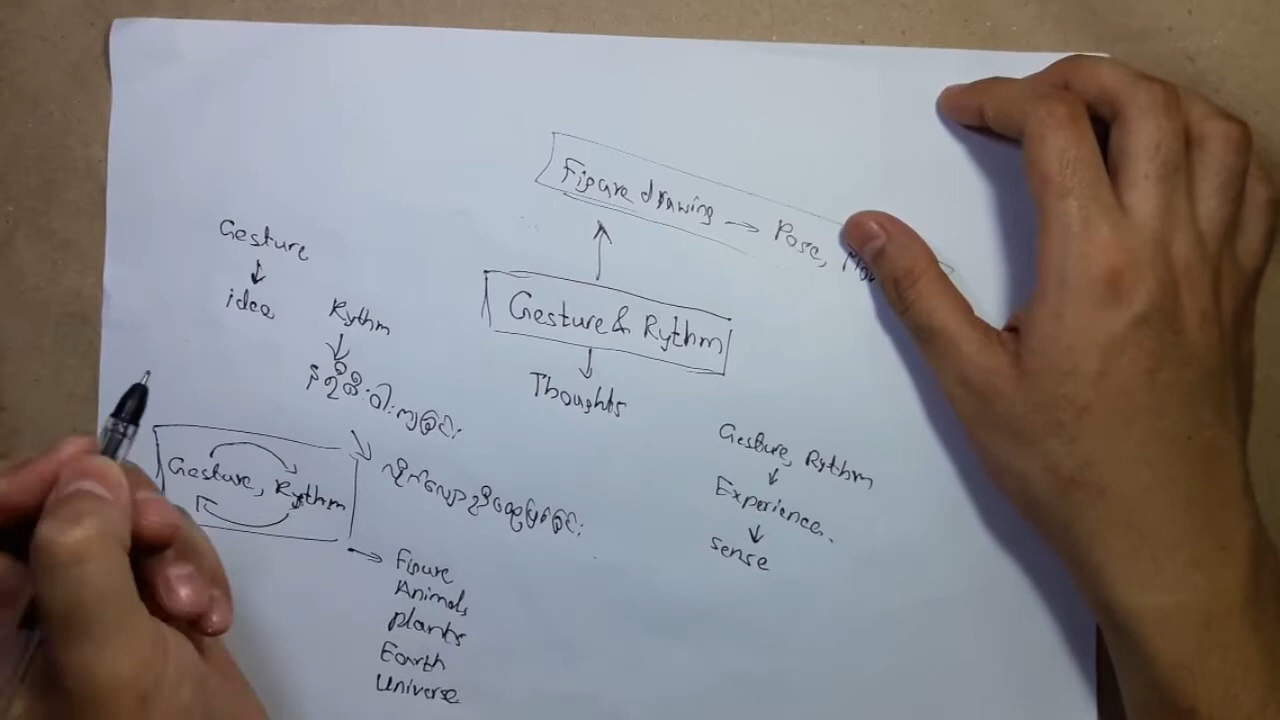 Figure drawing → Pose,
Gesture & Rythm
Thoughts
Gesture
↓
idea
Rythm
↓
Gesture, Rythm
Figure
Animals
plants
Earth
Universe
Gesture, Rythm
↓
Experience.
↓
sense